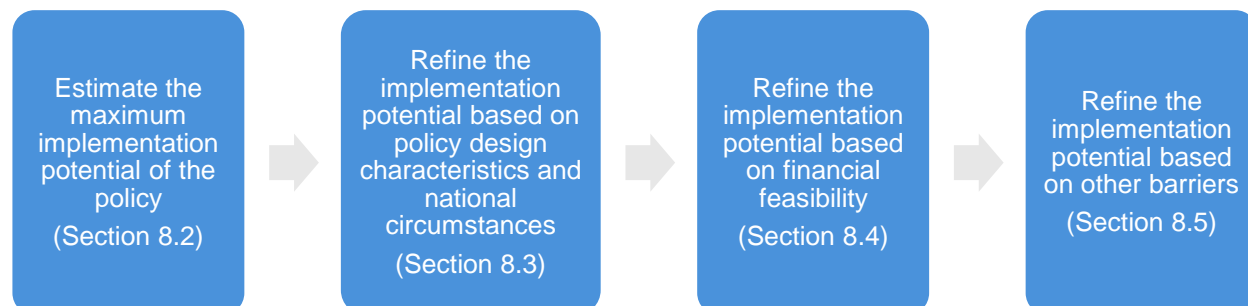 Estimate the
maximum
implementation
potential of the
policy
(Section 8.2)
Refine the
implementation
potential based on
policy design
characteristics and
national
circumstances
(Section 8.3)
Refine the
implementation
potential based
on financial
feasibility
(Section 8.4)
Refine the
implementation
potential based
on other barriers
(Section 8.5)